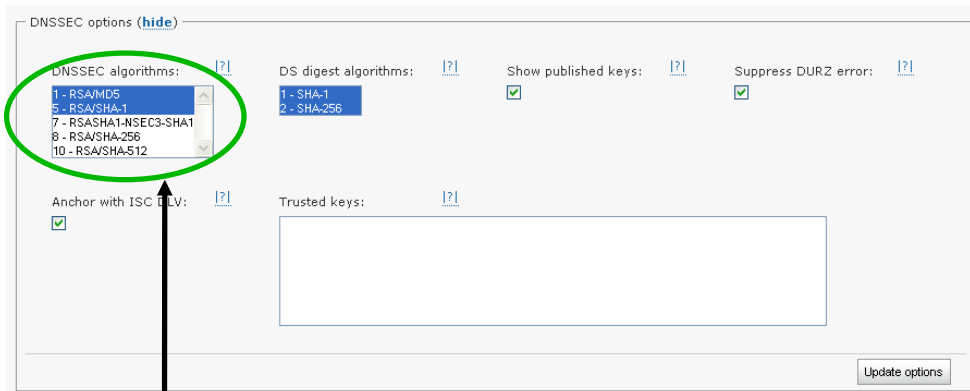 DNSSEC options (hide)
DNSSEC algorithms: |?|
DS digest algorithms: |?|
Show published keys: |?|
Suppress DURZ error: |?|
1 - RSA/MD5
5 - RSA/SHA-1
7 - RSASHA1-NSEC3-SHA1
8 - RSA/SHA-256
10 - RSA/SHA-512
1 - SHA-1
2 - SHA-256
Anchor with ISC DLV: |?|
Trusted keys: |?|
Update options